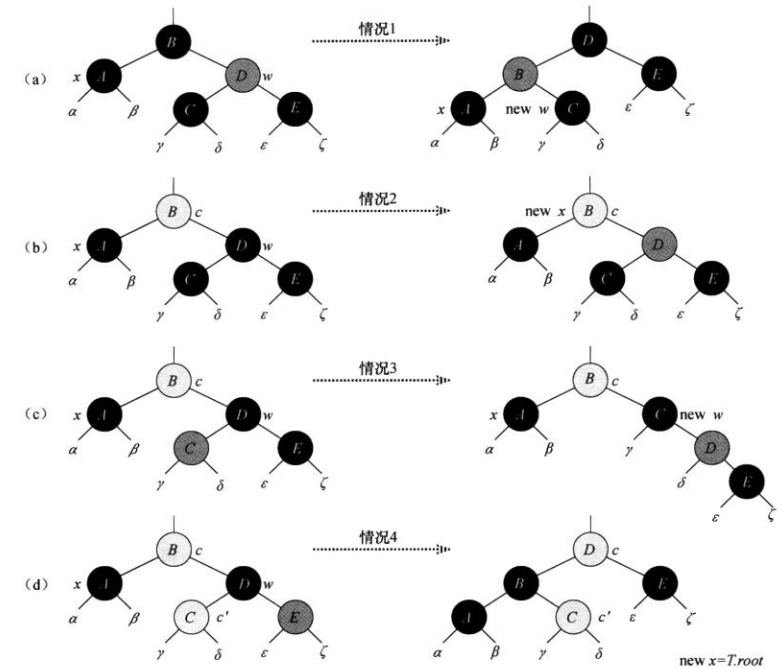 情况1
B D
(a) x A D w B E
C E x A new w C ε ζ
α β γ δ ε ζ α β γ δ
情况2
B c new x B c
(b) x A D w A D
α β C E α β C E
γ δ ε ζ γ δ ε ζ
情况3
B c B c
(c) x A D w x A C new w
α β C E α β γ D
γ δ ε ζ δ E
ε ζ
情况4
B c D c
(d) x A D w B E
α β C c′ E A C c′ ε ζ
γ δ ε ζ α β γ δ
new x=T.root